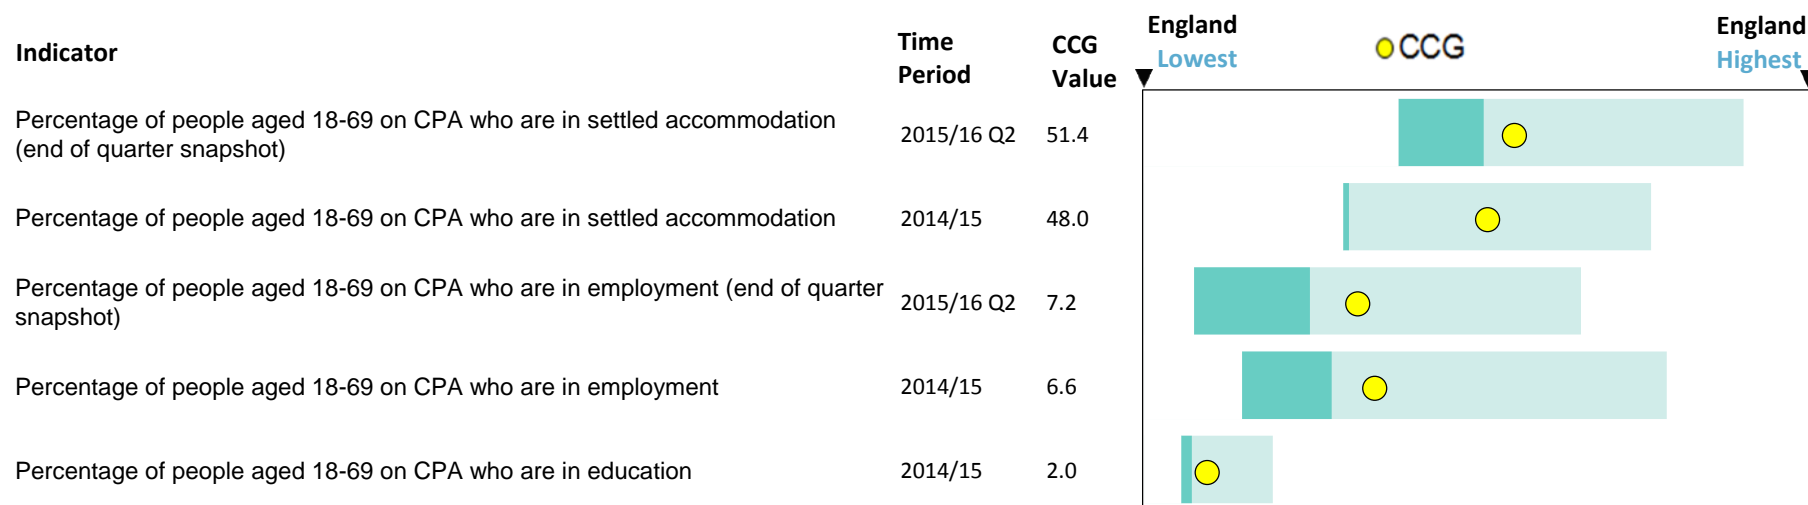 Indicator
Time
Period
CCG
Value
England
Lowest
CCG
England
Highest
Percentage of people aged 18-69 on CPA who are in settled accommodation
(end of quarter snapshot)
2015/16 Q2
51.4
Percentage of people aged 18-69 on CPA who are in settled accommodation
2014/15
48.0
Percentage of people aged 18-69 on CPA who are in employment (end of quarter
snapshot)
2015/16 Q2
7.2
Percentage of people aged 18-69 on CPA who are in employment
2014/15
6.6
Percentage of people aged 18-69 on CPA who are in education
2014/15
2.0